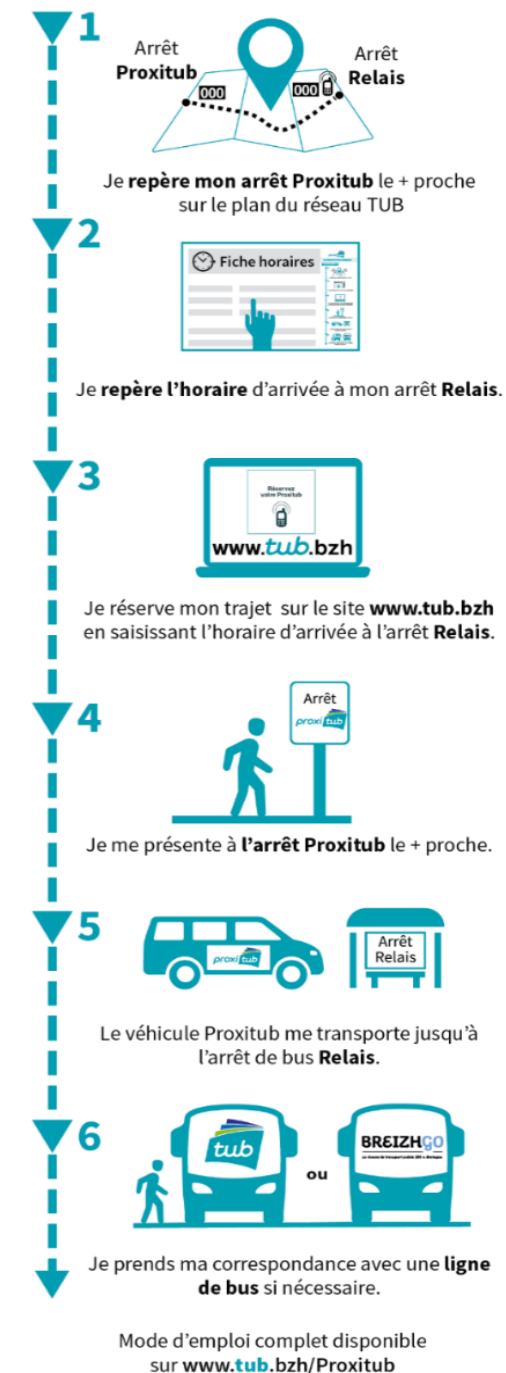 1
Arrêt
Proxitub
Arrêt
Relais
000
000
Je repère mon arrêt Proxitub le + proche
sur le plan du réseau TUB
2
Fiche horaires
Je repère l’horaire d’arrivée à mon arrêt Relais.
3
Réservez
votre Proxitub
www.tub.bzh
Je réserve mon trajet sur le site www.tub.bzh
en saisissant l’horaire d’arrivée à l’arrêt Relais.
4
Arrêt
proxitub
Je me présente à l’arrêt Proxitub le + proche.
5
proxitub
Arrêt
Relais
Le véhicule Proxitub me transporte jusqu’à
l’arrêt de bus Relais.
6
tub
ou
BREIZHGO
Je prends ma correspondance avec une ligne
de bus si nécessaire.
Mode d’emploi complet disponible
sur www.tub.bzh/Proxitub